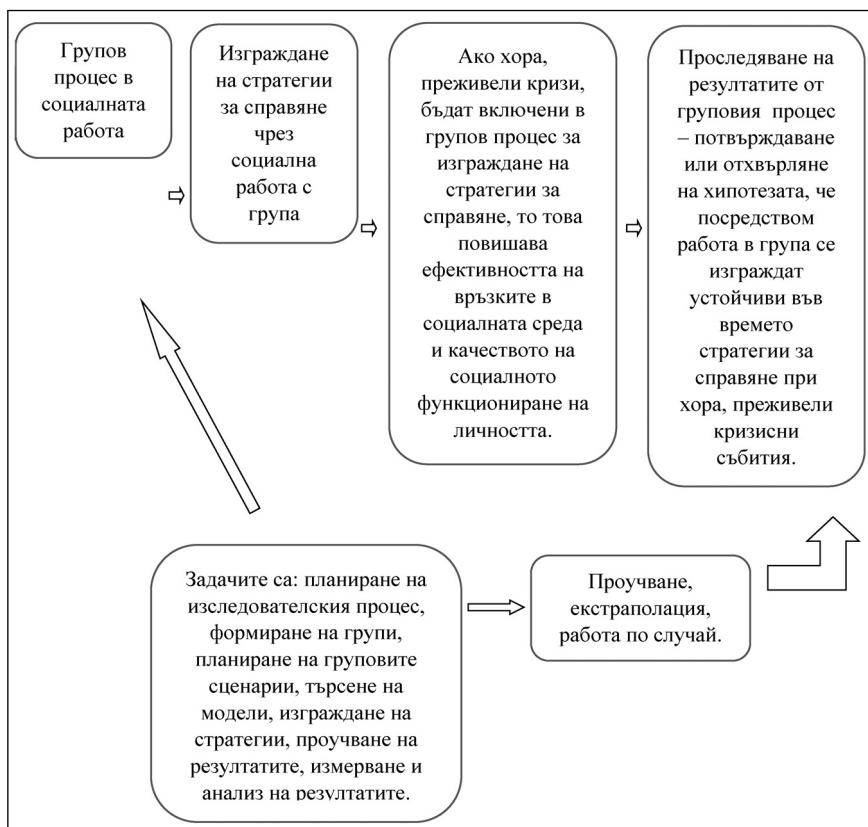 Групов
процес в
социалната
работа
Изграждане
на стратегии
за справяне
чрез
социална
работа с
група
Ако хора,
преживели кризи,
бъдат включени в
групов процес за
изграждане на
стратегии за
справяне, то това
повишава
ефективността на
връзките в
социалната среда
и качеството на
социалното
функциониране на
личността.
Проследяване на
резултатите от
груповия процес
– потвърждаване
или отхвърляне
на хипотезата, че
посредством
работа в група се
изграждат
устойчиви във
времето
стратегии за
справяне при
хора, преживели
кризисни
събития.
Задачите са: планиране на
изследователския процес,
формиране на групи,
планиране на груповите
сценарии, търсене на
модели, изграждане на
стратегии, проучване на
резултатите, измерване и
анализ на резултатите.
Проучване,
екстраполация,
работа по случай.